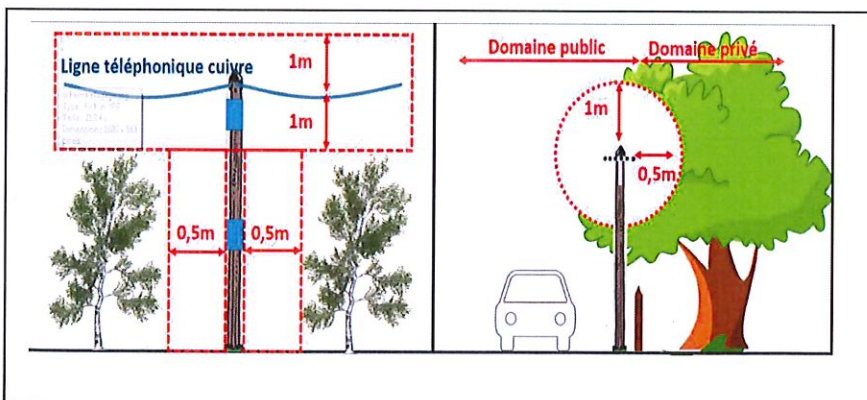 Ligne téléphonique cuivre
1m
1m
0,5m
0,5m
Domaine public
Domaine privé
1m
0,5m